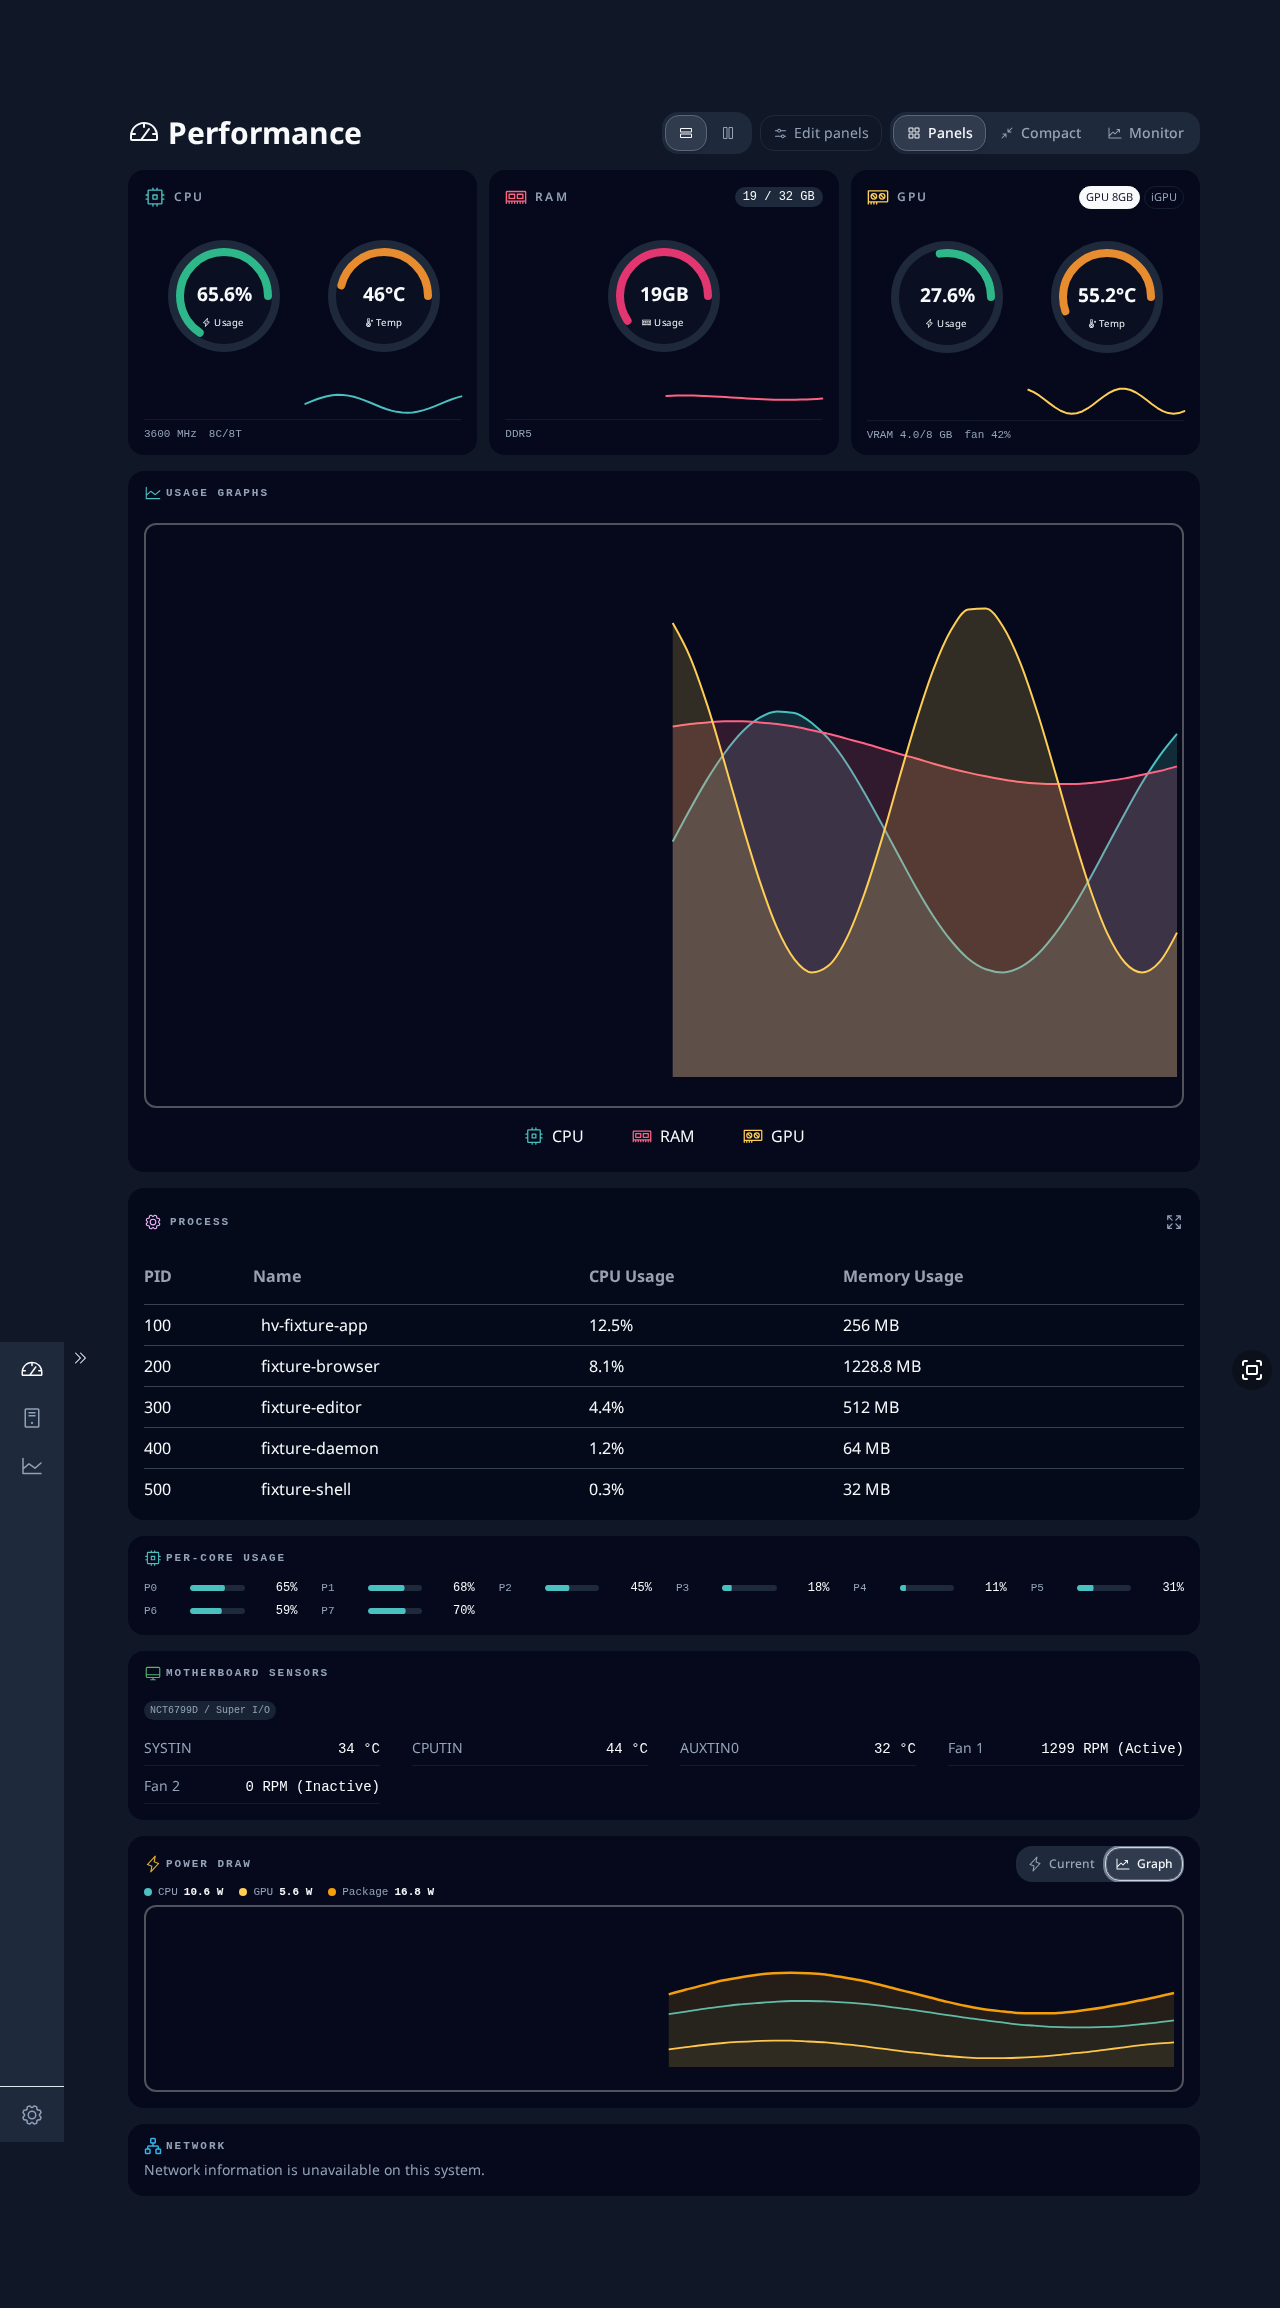 Performance
Edit panels
Panels
Compact
Monitor
CPU
65.6%
Usage
46°C
Temp
3600 MHz 8C/8T
RAM
19 / 32 GB
19GB
Usage
DDR5
GPU
GPU 8GB
iGPU
27.6%
Usage
55.2°C
Temp
VRAM 4.0/8 GB fan 42%
USAGE GRAPHS
CPU RAM GPU
PROCESS
PID Name CPU Usage Memory Usage
100 hv-fixture-app 12.5% 256 MB
200 fixture-browser 8.1% 1228.8 MB
300 fixture-editor 4.4% 512 MB
400 fixture-daemon 1.2% 64 MB
500 fixture-shell 0.3% 32 MB
PER-CORE USAGE
P0 65% P1 68% P2 45% P3 18% P4 11% P5 31%
P6 59% P7 70%
MOTHERBOARD SENSORS
NCT6799D / Super I/O
SYSTIN 34 °C CPUTIN 44 °C AUXTIN0 32 °C Fan 1 1299 RPM (Active)
Fan 2 0 RPM (Inactive)
POWER DRAW
Current
Graph
CPU 10.6 W GPU 5.6 W Package 16.8 W
NETWORK
Network information is unavailable on this system.